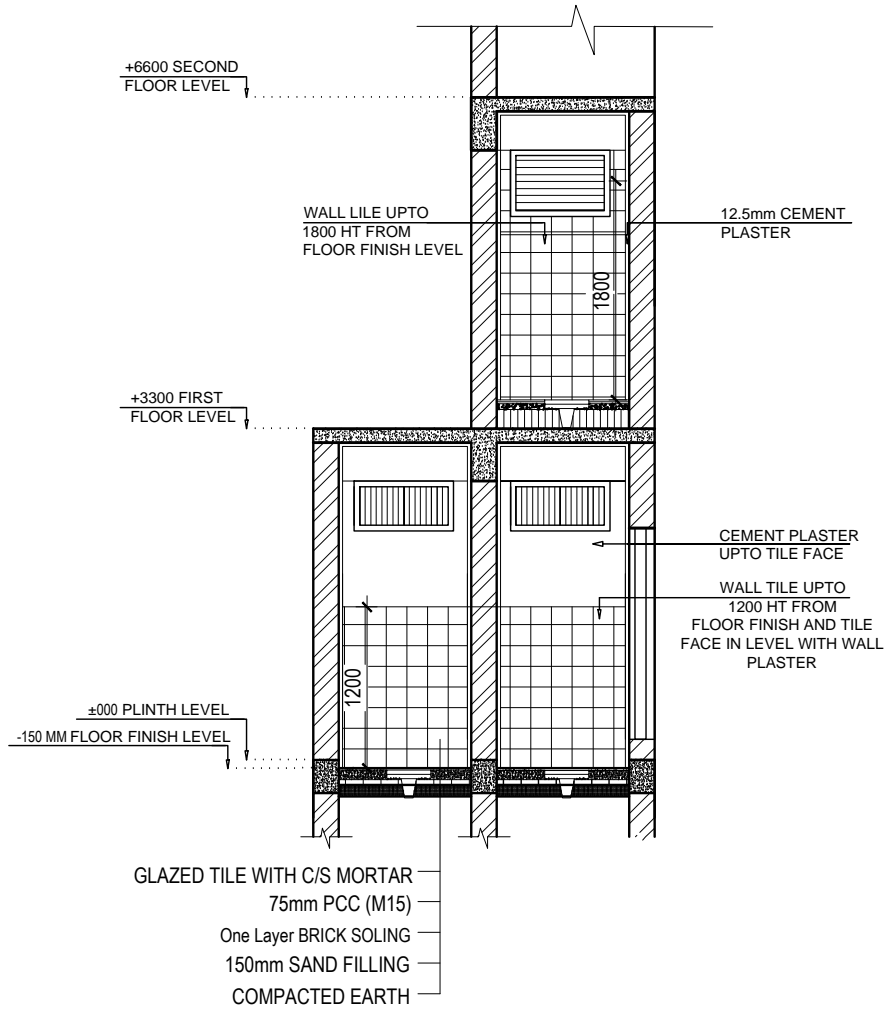 +6600 SECOND
FLOOR LEVEL
WALL LILE UPTO
1800 HT FROM
FLOOR FINISH LEVEL
12.5mm CEMENT
PLASTER
1800
+3300 FIRST
FLOOR LEVEL
CEMENT PLASTER
UPTO TILE FACE
WALL TILE UPTO
1200 HT FROM
FLOOR FINISH AND TILE
FACE IN LEVEL WITH WALL
PLASTER
1200
±000 PLINTH LEVEL
-150 MM FLOOR FINISH LEVEL
GLAZED TILE WITH C/S MORTAR
75mm PCC (M15)
One Layer BRICK SOLING
150mm SAND FILLING
COMPACTED EARTH